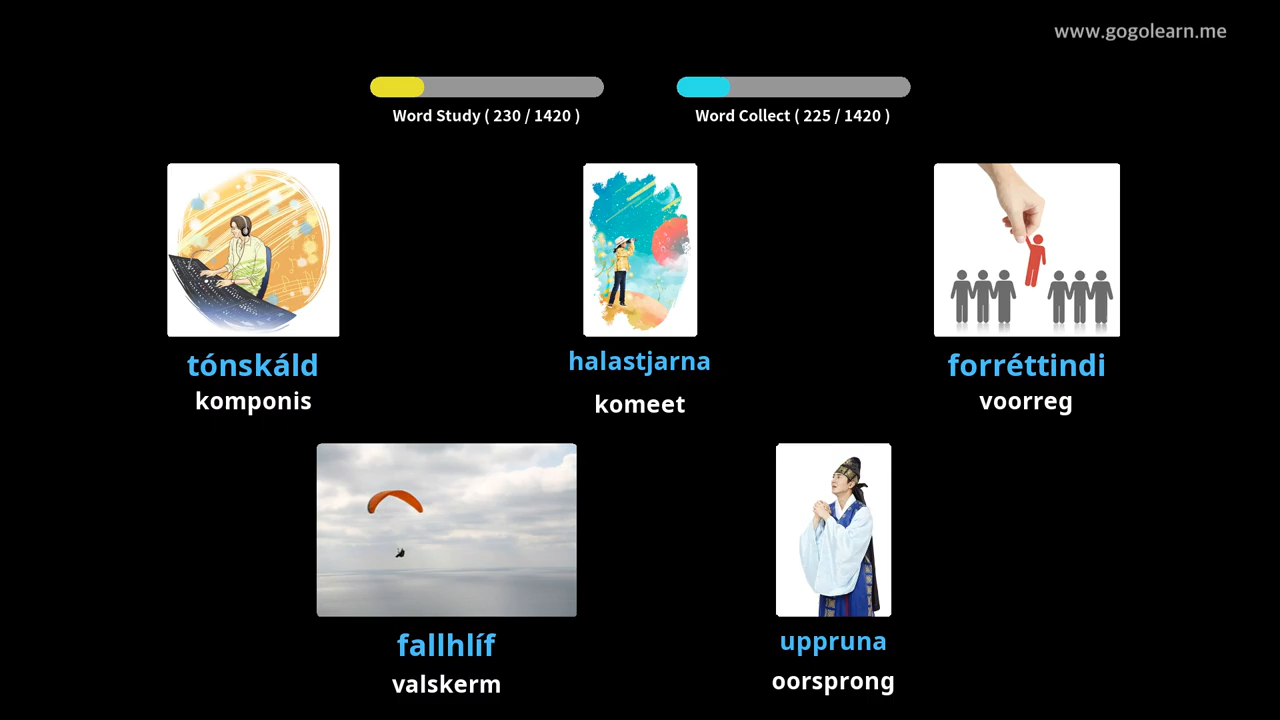 www.gogolearn.me
Word Study ( 230 / 1420 )
Word Collect ( 225 / 1420 )
tónskáld
komponis
halastjarna
komeet
forréttindi
voorreg
fallhlíf
valskerm
uppruna
oorsprong